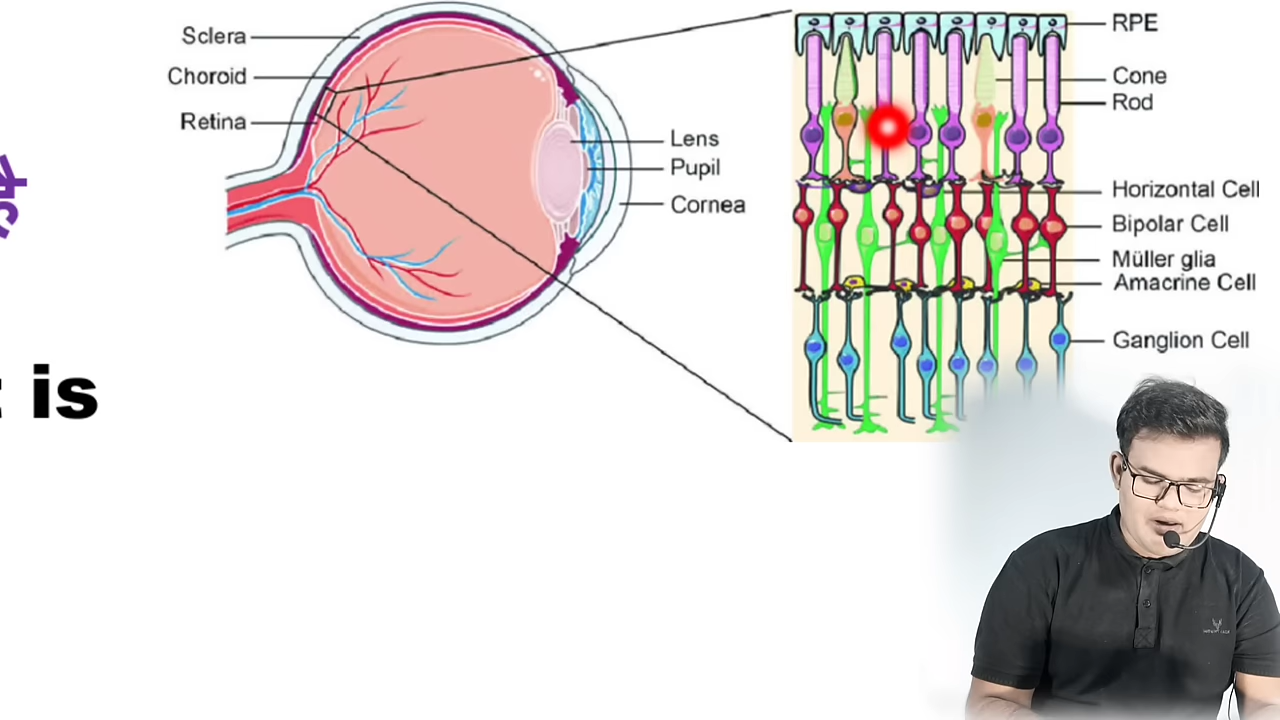 Sclera
Choroid
Retina
Lens
Pupil
Cornea
RPE
Cone
Rod
Horizontal Cell
Bipolar Cell
Müller glia
Amacrine Cell
Ganglion Cell
is